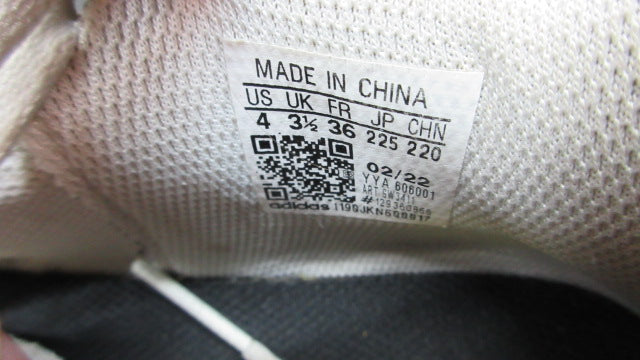 MADE IN CHINA
US UK FR JP CHN
4 3½ 36 225 220
02/22
YYA 606001
adidas